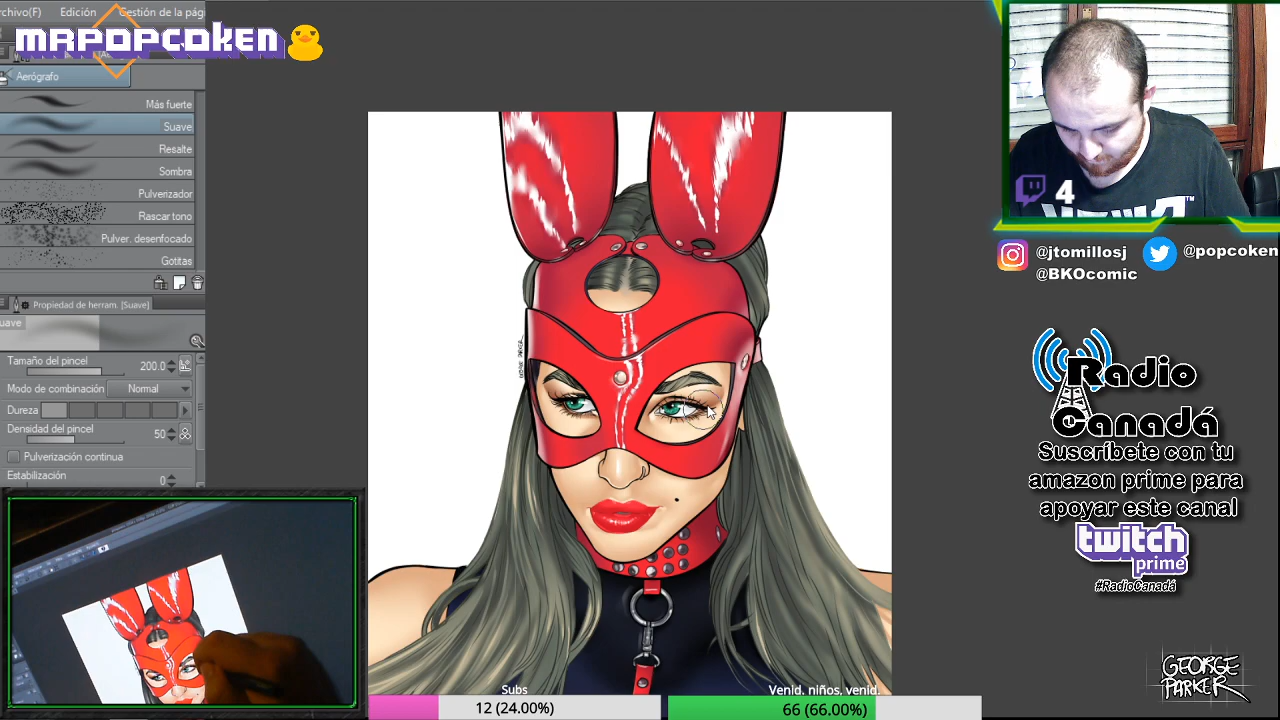 rchivo(F) Edición Gestión de la pág
MRPOPCOKEN
Aerógrafo
Más fuerte
Suave
Resalte
Sombra
Pulverizador
Rascar tono
Pulver. desenfocado
Gotitas
Propiedad de herram. [Suave]
uave
Tamaño del pincel 200.0
Modo de combinación Normal
Dureza
Densidad del pincel 50
Pulverización continua
Estabilización 0
GEORGE PARKER
Subs
12 (24.00%)
Venid, niños, venid.
66 (66.00%)
4
@jtomillosj
@BKOcomic
@popcoken
Radio
Canadá
Suscríbete con tu
amazon prime para
apoyar este canal
twitch
prime
#RadioCanadá
GEORGE
PARKER